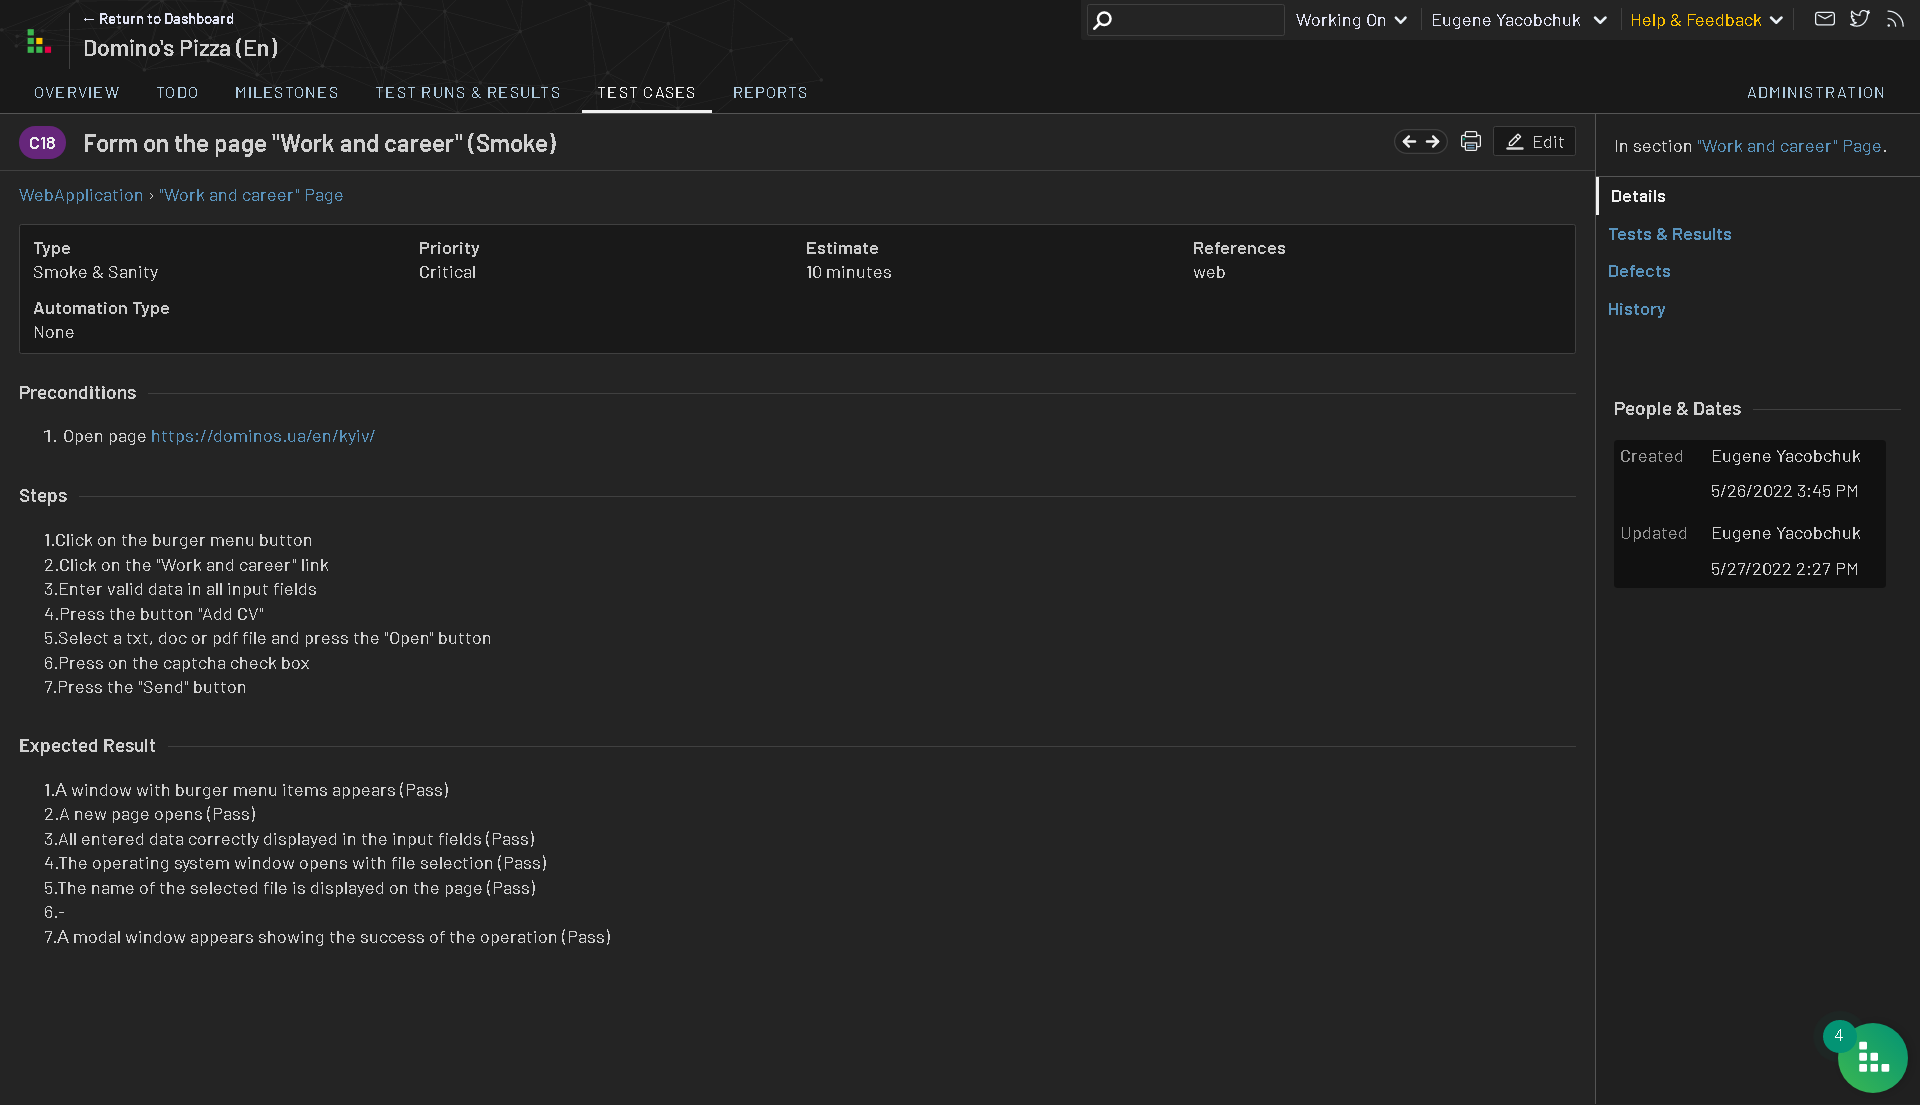 ← Return to Dashboard
Domino's Pizza (En)
Working On
Eugene Yacobchuk
Help & Feedback
OVERVIEW TODO MILESTONES TEST RUNS & RESULTS TEST CASES REPORTS ADMINISTRATION
C18 Form on the page "Work and career" (Smoke)
Edit
WebApplication › "Work and career" Page
Type Priority Estimate References
Smoke & Sanity Critical 10 minutes web
Automation Type
None
Preconditions
1. Open page https://dominos.ua/en/kyiv/
Steps
1.Click on the burger menu button
2.Click on the "Work and career" link
3.Enter valid data in all input fields
4.Press the button "Add CV"
5.Select a txt, doc or pdf file and press the "Open" button
6.Press on the captcha check box
7.Press the "Send" button
Expected Result
1.A window with burger menu items appears (Pass)
2.A new page opens (Pass)
3.All entered data correctly displayed in the input fields (Pass)
4.The operating system window opens with file selection (Pass)
5.The name of the selected file is displayed on the page (Pass)
6.-
7.A modal window appears showing the success of the operation (Pass)
In section "Work and career" Page.
Details
Tests & Results
Defects
History
People & Dates
Created Eugene Yacobchuk
5/26/2022 3:45 PM
Updated Eugene Yacobchuk
5/27/2022 2:27 PM
4